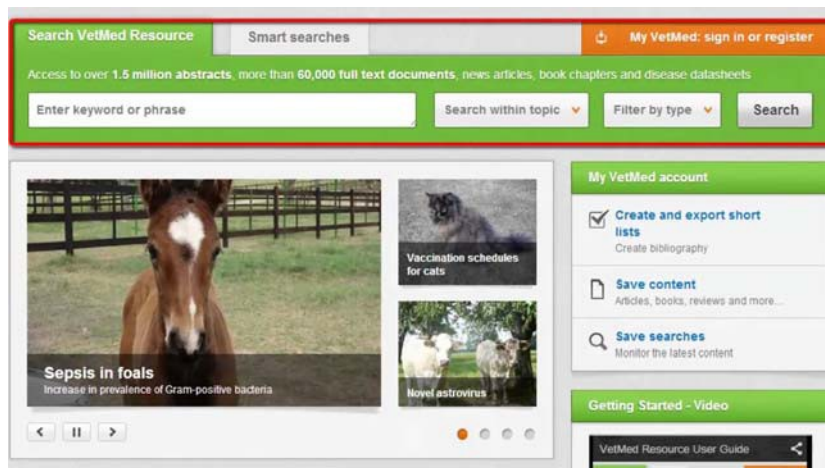 Search VetMed Resource
Smart searches
My VetMed: sign in or register
Access to over 1.5 million abstracts, more than 60,000 full text documents, news articles, book chapters and disease datasheets
Enter keyword or phrase
Search within topic
Filter by type
Search
Sepsis in foals
Increase in prevalence of Gram-positive bacteria
Vaccination schedules
for cats
Novel astrovirus
My VetMed account
Create and export short
lists
Create bibliography
Save content
Articles, books, reviews and more...
Save searches
Monitor the latest content
Getting Started - Video
VetMed Resource User Guide